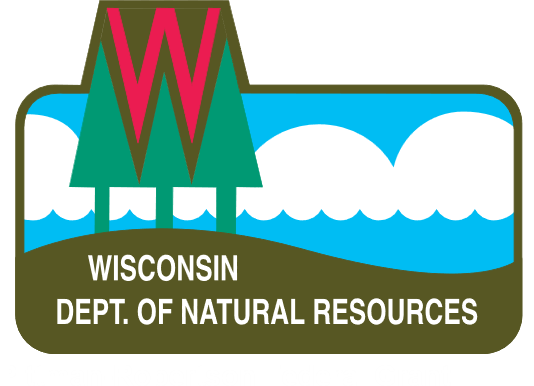 W
WISCONSIN
DEPT. OF NATURAL RESOURCES